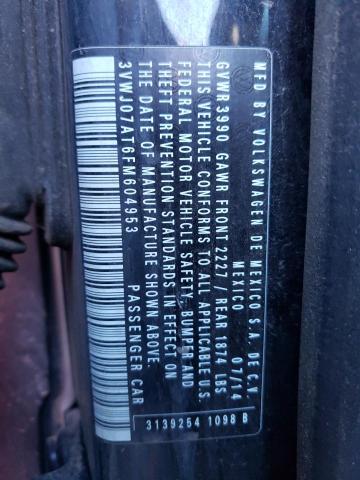 MFD BY VOLKSWAGEN DE MEXICO S.A. DE C.V.
MEXICO 07/14
GVWR 3990 GAWR FRONT 2227 // REAR 1874 LBS
THIS VEHICLE CONFORMS TO ALL APPLICABLE U.S.
FEDERAL MOTOR VEHICLE SAFETY, BUMPER AND
THEFT PREVENTION STANDARDS IN EFFECT ON
THE DATE OF MANUFACTURE SHOWN ABOVE.
3VWJ07AT6FM604953 PASSENGER CAR
3139254 1098 B